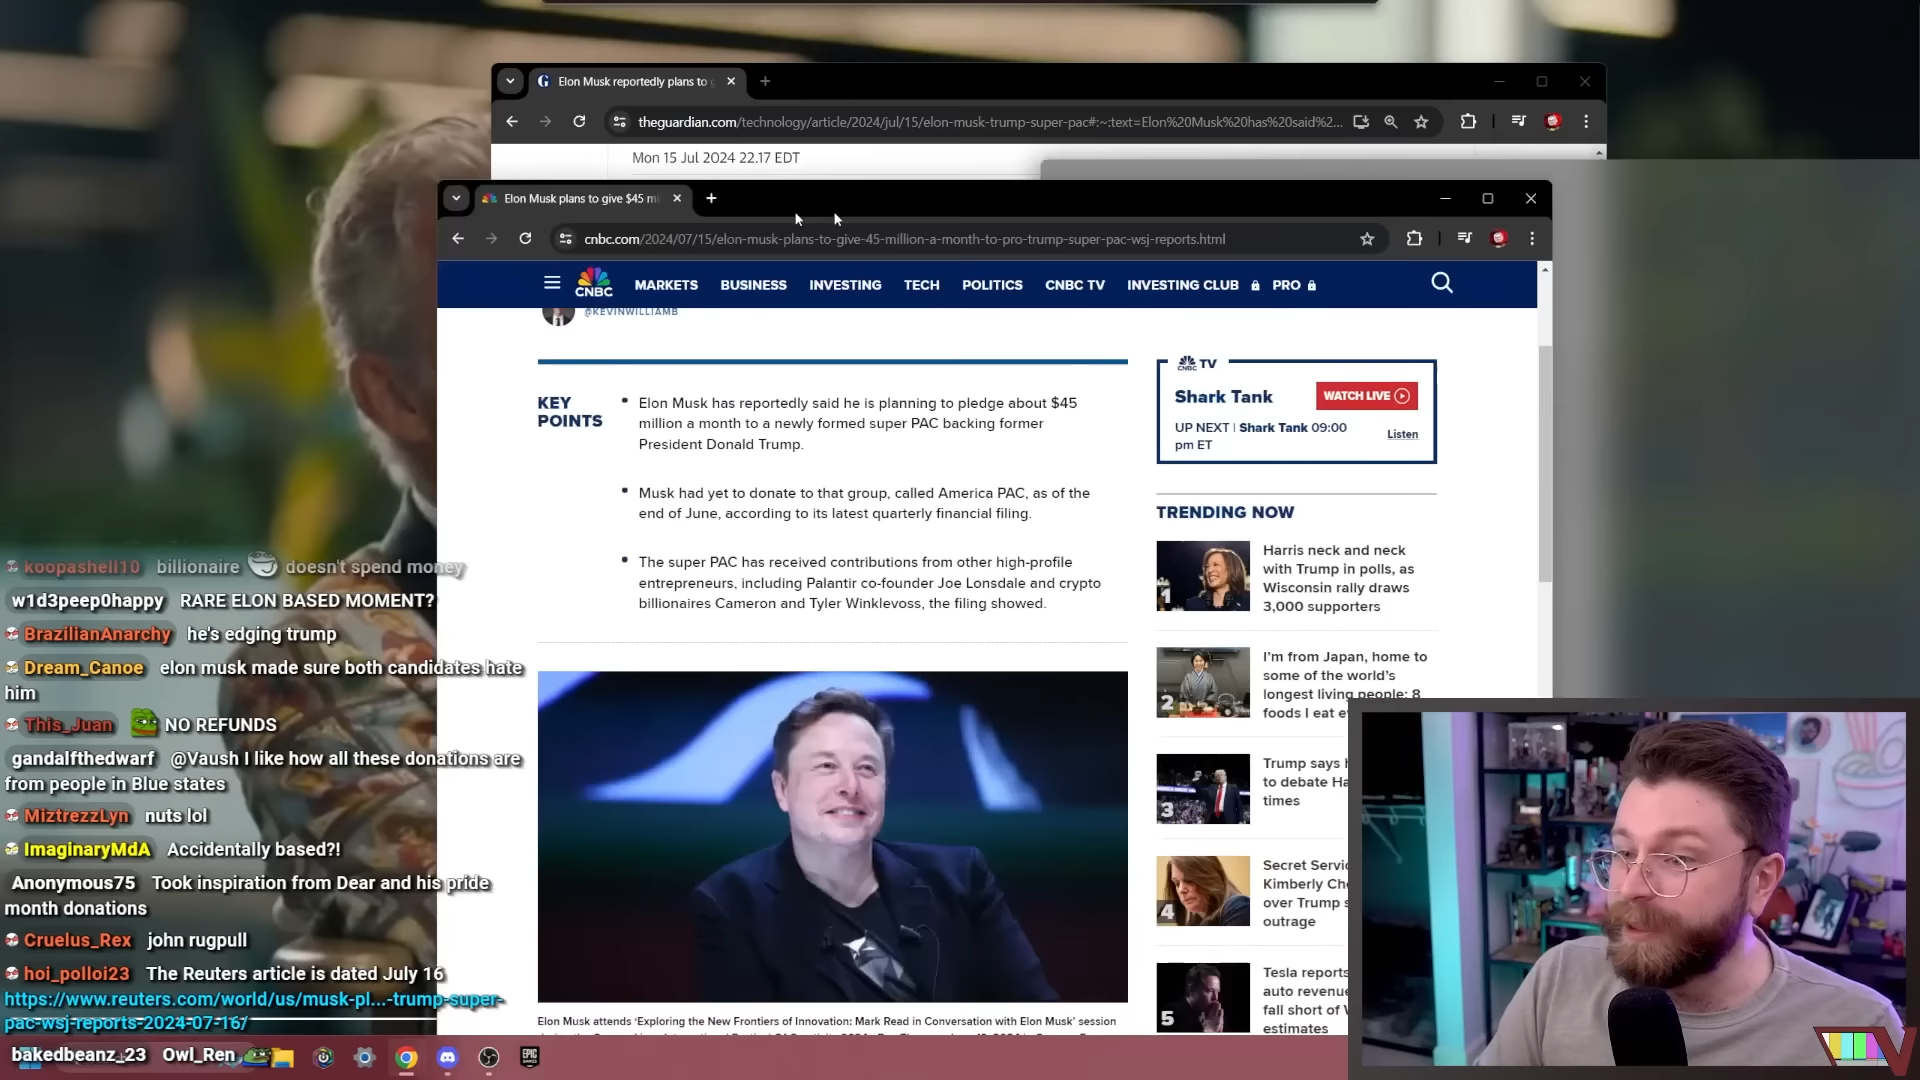 Elon Musk reportedly plans to
theguardian.com/technology/article/2024/jul/15/elon-musk-trump-super-pac#:~:text=Elon%20Musk%20has%20said%2...
Mon 15 Jul 2024 22.17 EDT
Elon Musk plans to give $45 mi
cnbc.com/2024/07/15/elon-musk-plans-to-give-45-million-a-month-to-pro-trump-super-pac-wsj-reports.html
CNBC MARKETS BUSINESS INVESTING TECH POLITICS CNBC TV INVESTING CLUB PRO
@KEVINWILLIAMB
KEY
POINTS
Elon Musk has reportedly said he is planning to pledge about $45
million a month to a newly formed super PAC backing former
President Donald Trump.
Musk had yet to donate to that group, called America PAC, as of the
end of June, according to its latest quarterly financial filing.
The super PAC has received contributions from other high-profile
entrepreneurs, including Palantir co-founder Joe Lonsdale and crypto
billionaires Cameron and Tyler Winklevoss, the filing showed.
Elon Musk attends 'Exploring the New Frontiers of Innovation: Mark Read in Conversation with Elon Musk' session
CNBC TV
Shark Tank
WATCH LIVE
UP NEXT | Shark Tank 09:00
pm ET
Listen
TRENDING NOW
1
Harris neck and neck
with Trump in polls, as
Wisconsin rally draws
3,000 supporters
2
I'm from Japan, home to
some of the world's
longest living people: 8
foods I eat
3
Trump says
to debate
times
4
Secret
Kimberly
over Trump
outrage
5
Tesla reports
auto
fall short of
estimates
koopashell10 billionaire doesn't spend money
w1d3peep0happy RARE ELON BASED MOMENT?
BrazilianAnarchy he's edging trump
Dream_Canoe elon musk made sure both candidates hate
him
This_Juan NO REFUNDS
gandalfthedwarf @Vaush I like how all these donations are
from people in Blue states
MiztrezzLyn nuts lol
ImaginaryMdA Accidentally based?!
Anonymous75 Took inspiration from Dear and his pride
month donations
Cruelus_Rex john rugpull
hoi_polloi23 The Reuters article is dated July 16
https://www.reuters.com/world/us/musk-pl...-trump-super-
pac-wsj-reports-2024-07-16/
bakedbeanz_23 Owl_Ren
EPIC
GAMES